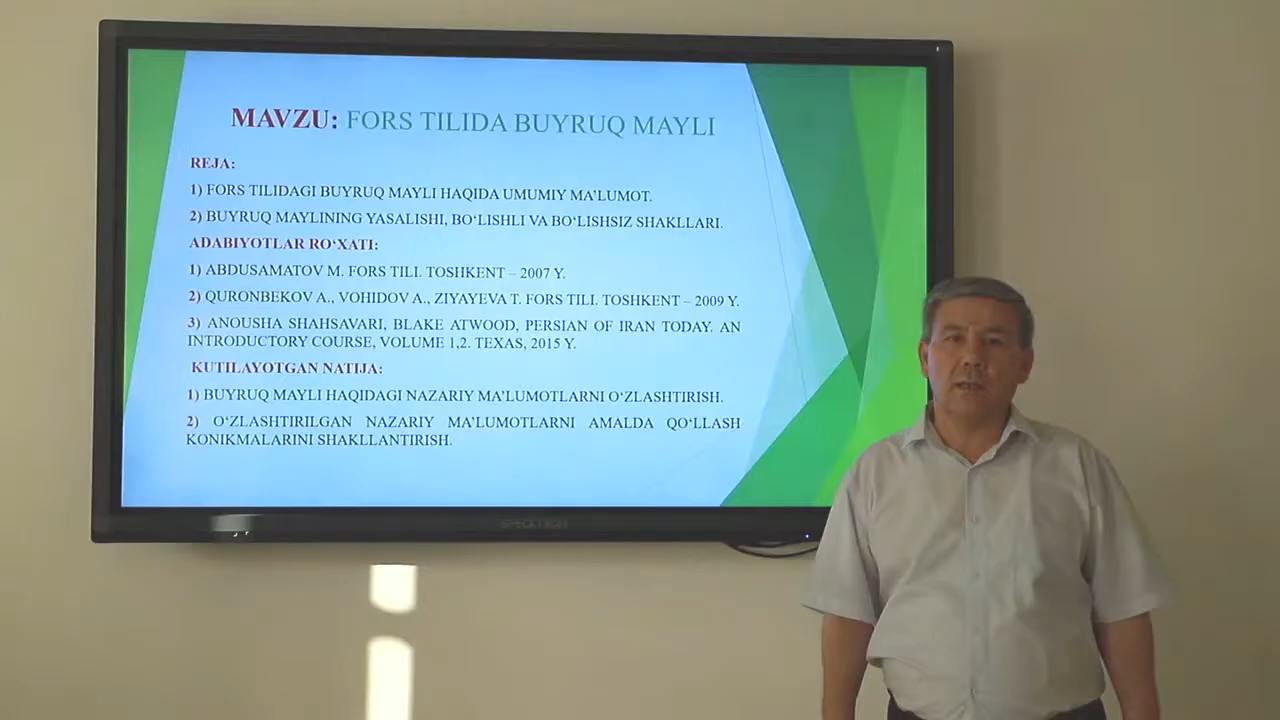 MAVZU: FORS TILIDA BUYRUQ MAYLI
REJA:
1) FORS TILIDAGI BUYRUQ MAYLI HAQIDA UMUMIY MA’LUMOT.
2) BUYRUQ MAYLINING YASALISHI, BO‘LISHLI VA BO‘LISHSIZ SHAKLLARI.
ADABIYOTLAR RO‘XATI:
1) ABDUSAMATOV M. FORS TILI. TOSHKENT – 2007 Y.
2) QURONBEKOV A., VOHIDOV A., ZIYAYEVA T. FORS TILI. TOSHKENT – 2009 Y.
3) ANOUSHA SHAHSAVARI, BLAKE ATWOOD, PERSIAN OF IRAN TODAY. AN
INTRODUCTORY COURSE, VOLUME 1,2. TEXAS, 2015 Y.
KUTILAYOTGAN NATIJA:
1) BUYRUQ MAYLI HAQIDAGI NAZARIY MA’LUMOTLARNI O‘ZLASHTIRISH.
2) O‘ZLASHTIRILGAN NAZARIY MA’LUMOTLARNI AMALDA QO‘LLASH
KONIKMALARINI SHAKLLANTIRISH.